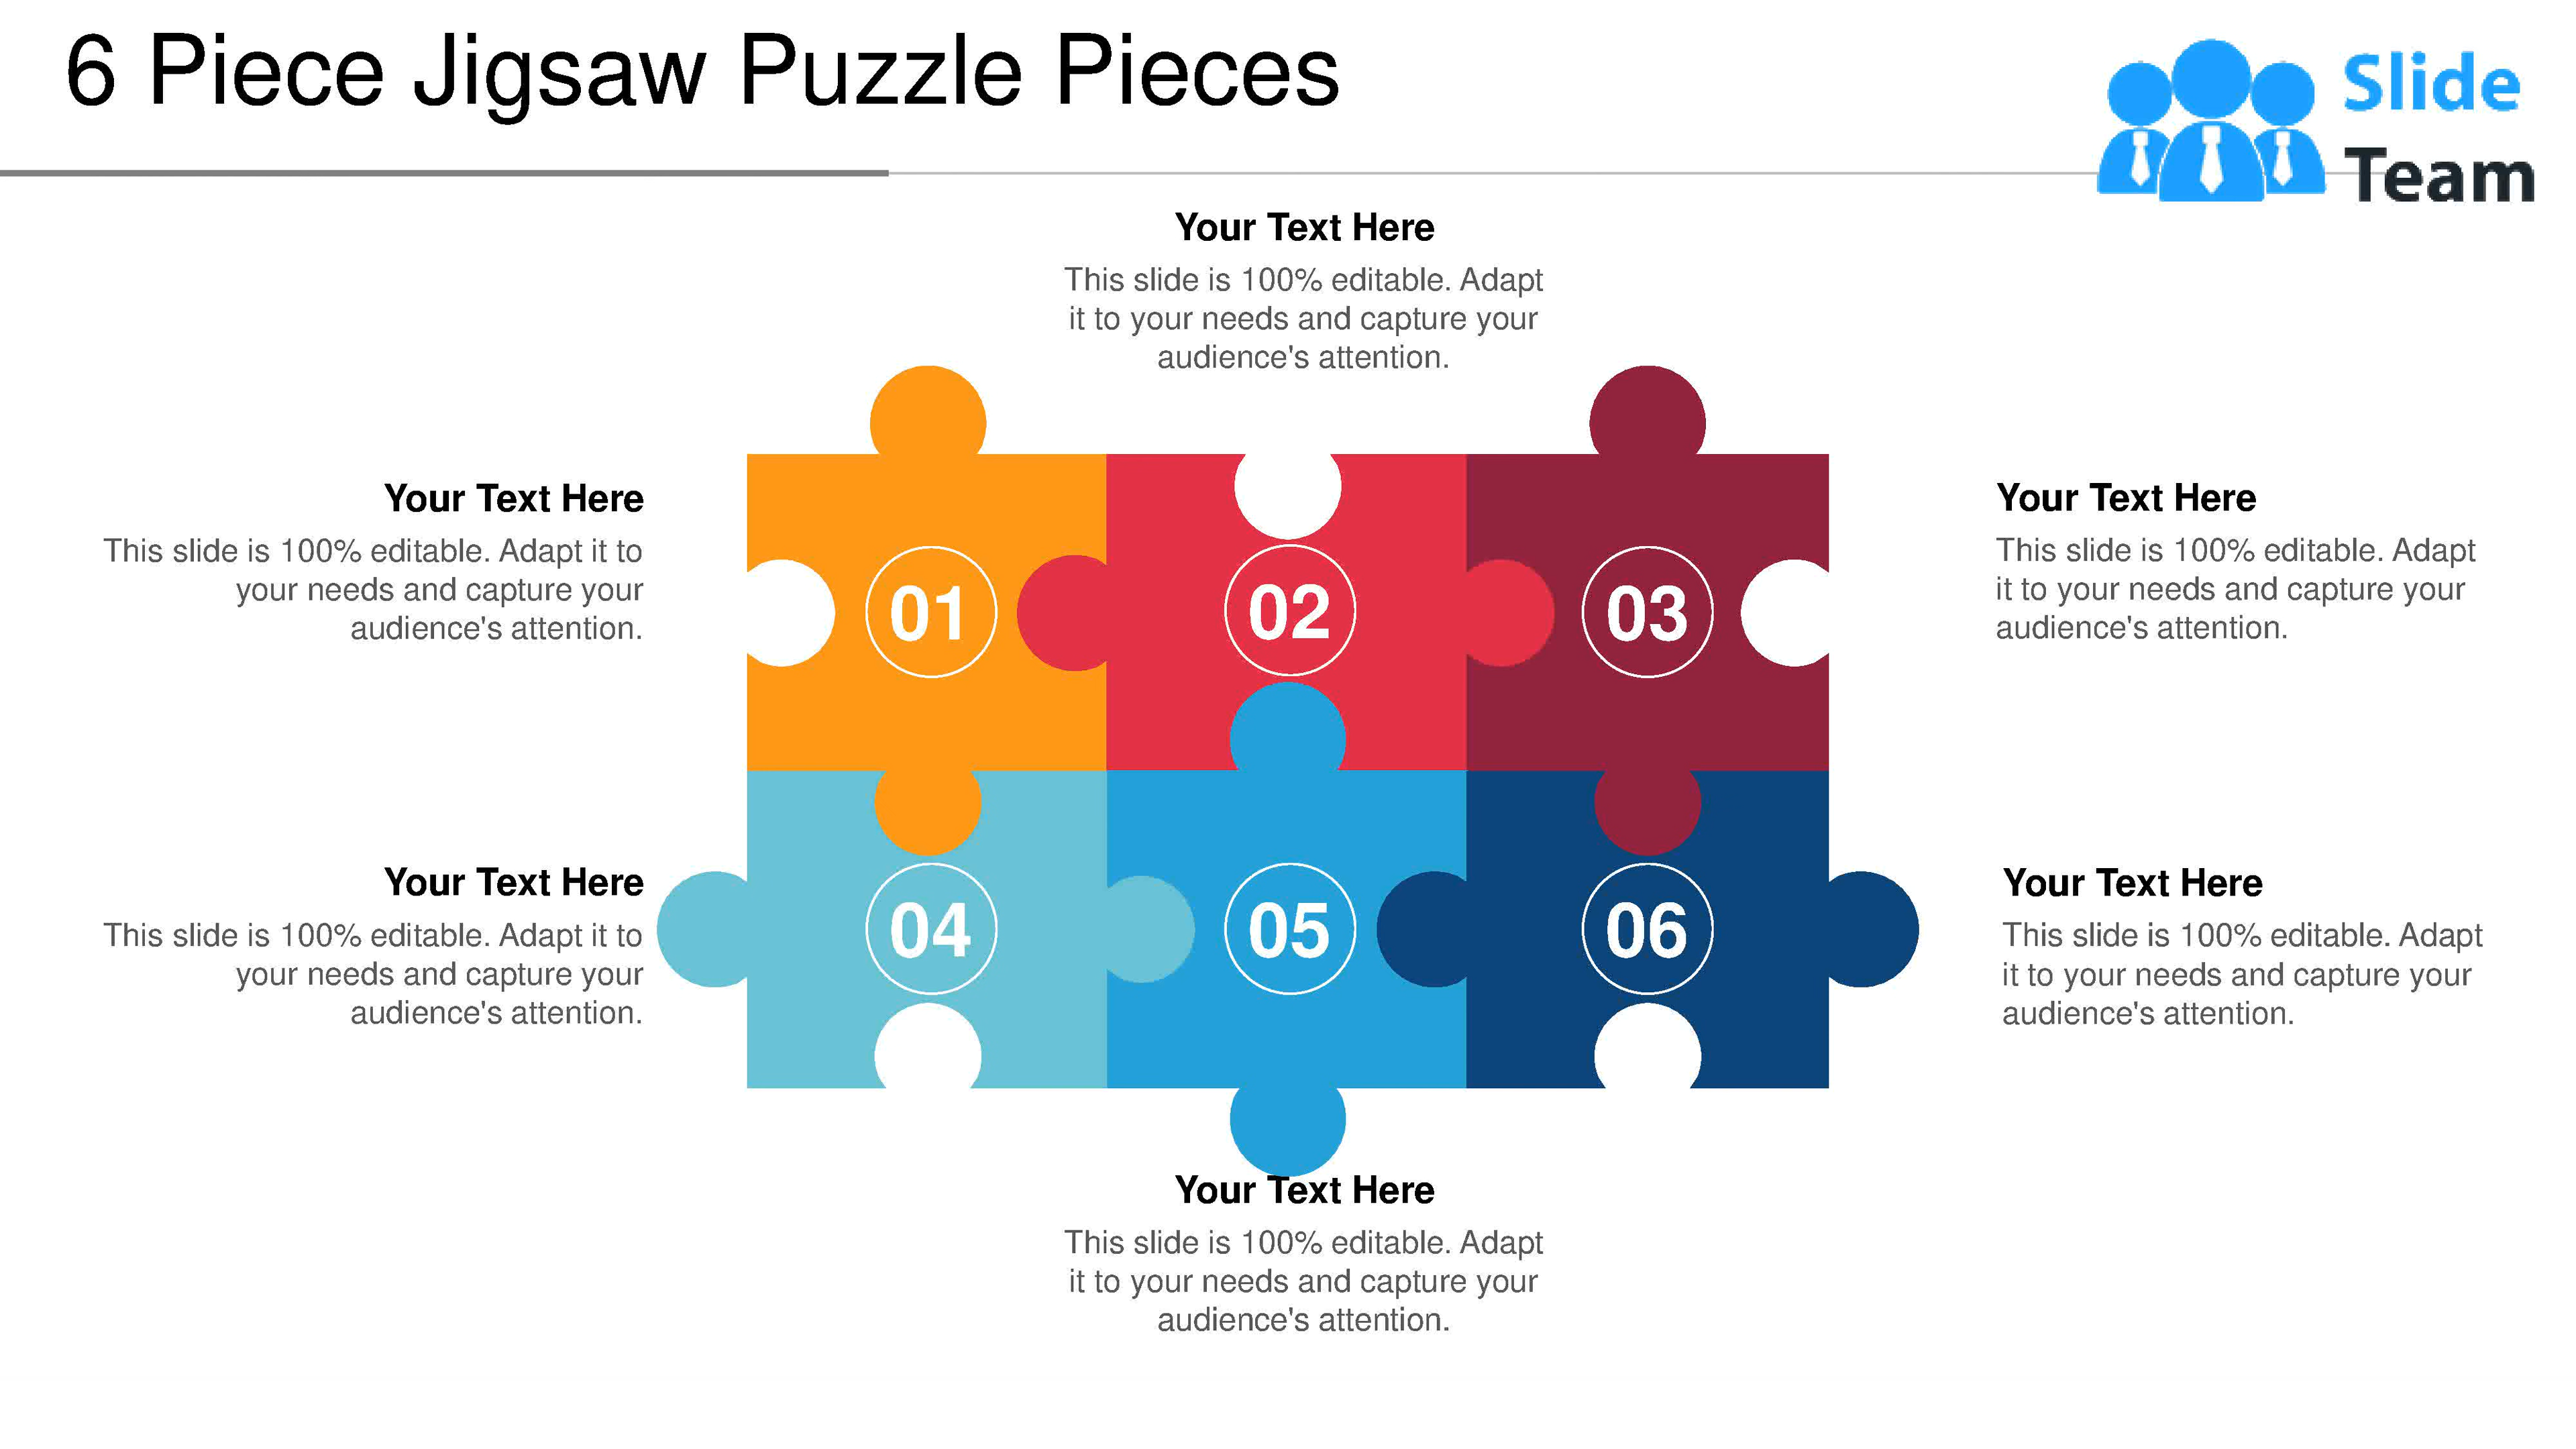 6 Piece Jigsaw Puzzle Pieces
Slide
Team
Your Text Here
This slide is 100% editable. Adapt
it to your needs and capture your
audience's attention.
Your Text Here
This slide is 100% editable. Adapt it to
your needs and capture your
audience's attention.
01
02
03
Your Text Here
This slide is 100% editable. Adapt
it to your needs and capture your
audience's attention.
Your Text Here
This slide is 100% editable. Adapt it to
your needs and capture your
audience's attention.
04
05
06
Your Text Here
This slide is 100% editable. Adapt
it to your needs and capture your
audience's attention.
Your Text Here
This slide is 100% editable. Adapt
it to your needs and capture your
audience's attention.